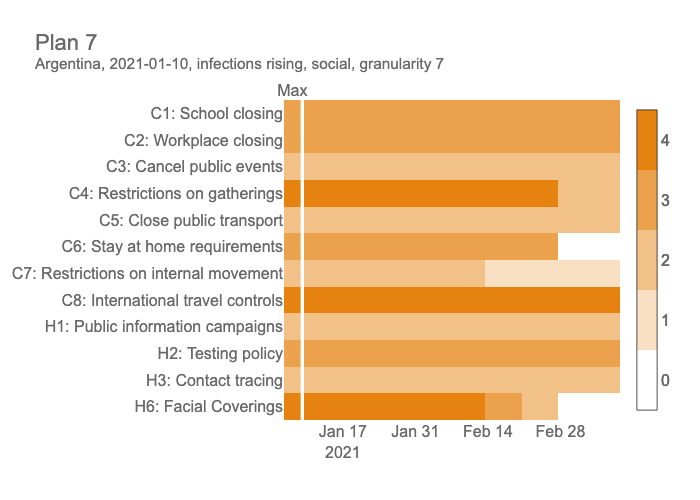 Plan 7
Argentina, 2021-01-10, infections rising, social, granularity 7
Max
C1: School closing
C2: Workplace closing
C3: Cancel public events
C4: Restrictions on gatherings
C5: Close public transport
C6: Stay at home requirements
C7: Restrictions on internal movement
C8: International travel controls
H1: Public information campaigns
H2: Testing policy
H3: Contact tracing
H6: Facial Coverings
Jan 17 Jan 31 Feb 14 Feb 28
2021
4
3
2
1
0